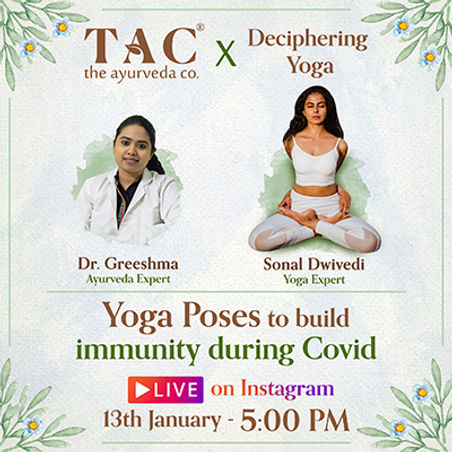 TAC® X Deciphering
the ayurveda co. Yoga
Dr. Greeshma
Ayurveda Expert
Sonal Dwivedi
Yoga Expert
Yoga Poses to build
immunity during Covid
LIVE on Instagram
13th January - 5:00 PM